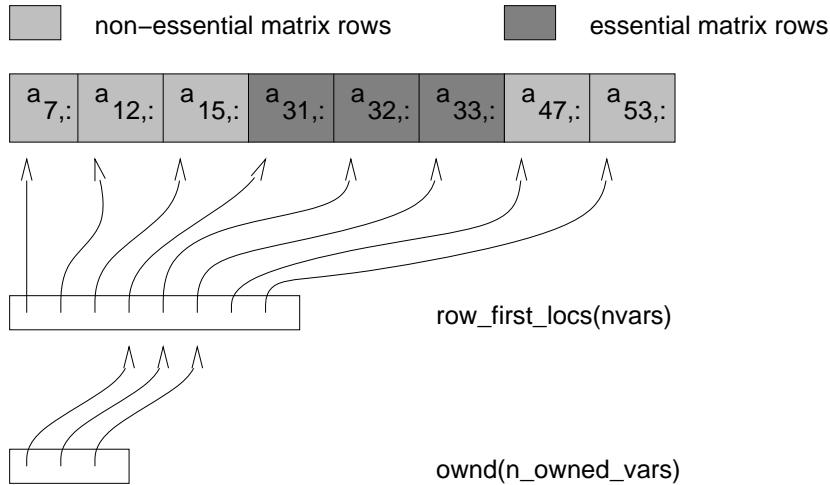 non−essential matrix rows essential matrix rows
a7,: a12,: a15,: a31,: a32,: a33,: a47,: a53,:
row_first_locs(nvars)
ownd(n_owned_vars)